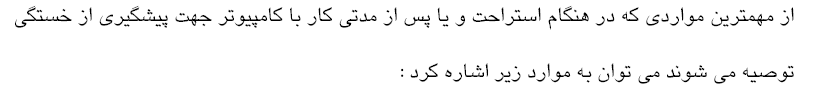 از مهمترین مواردی که در هنگام استراحت و یا پس از مدتی کار با کامپیوتر جهت پیشگیری از خستگی
توصیه می شوند می توان به موارد زیر اشاره کرد :